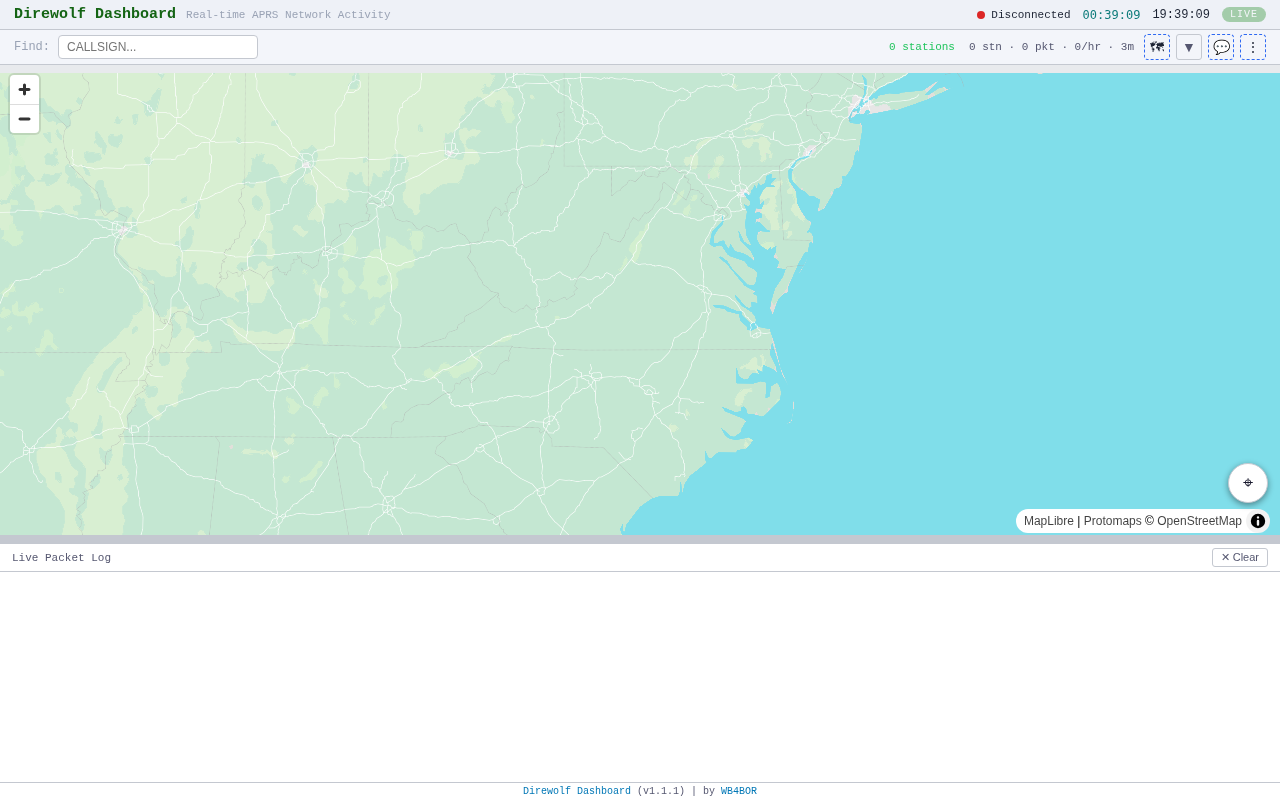 Direwolf Dashboard Real-time APRS Network Activity Disconnected 00:39:09 19:39:09 LIVE
Find: CALLSIGN... 0 stations 0 stn · 0 pkt · 0/hr · 3m
MapLibre | Protomaps © OpenStreetMap
Live Packet Log ✕ Clear
Direwolf Dashboard (v1.1.1) | by WB4BOR